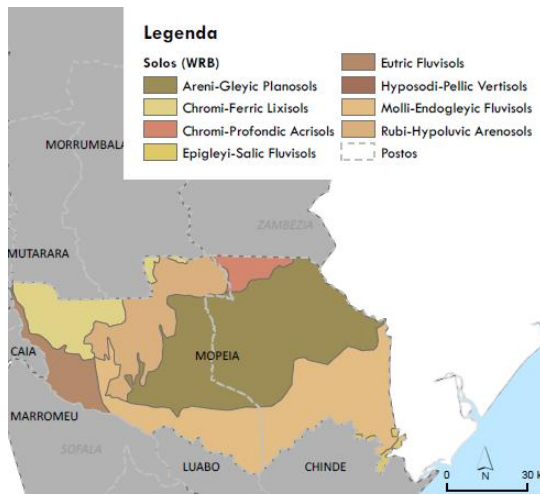 Legenda
Solos (WRB)
Areni-Gleyic Planosols
Chromi-Ferric Lixisols
Chromi-Profondic Acrisols
Epigleyi-Salic Fluvisols
Eutric Fluvisols
Hyposodi-Pellic Vertisols
Molli-Endogleyic Fluvisols
Rubi-Hypoluvic Arenosols
Postos
MORRUMBALA
ZAMBEZIA
MUTARARA
CAIA
MOPEIA
MARROMEU
SOFALA
LUABO
CHINDE
N
0 30 k